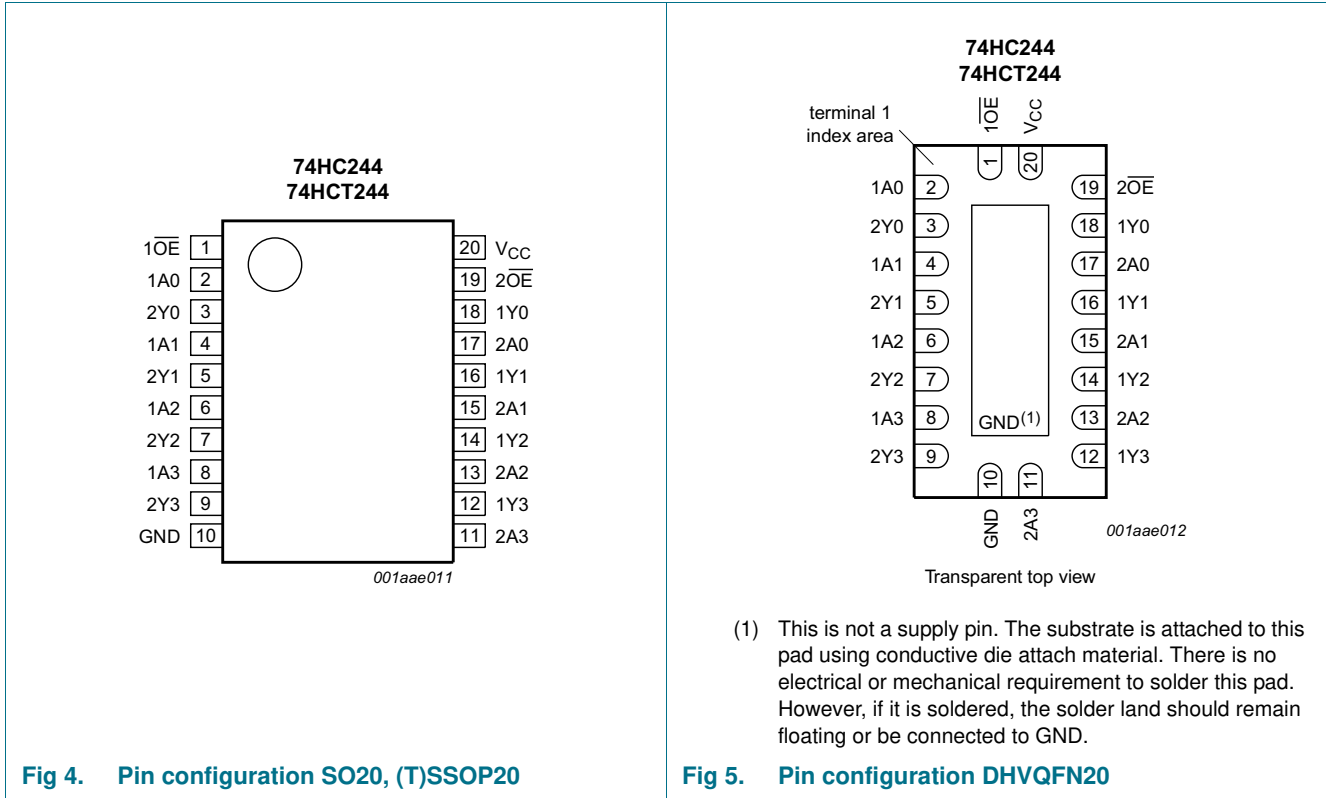 74HC244
74HCT244
1OE 1
1A0 2
2Y0 3
1A1 4
2Y1 5
1A2 6
2Y2 7
1A3 8
2Y3 9
GND 10
20 VCC
19 2OE
18 1Y0
17 2A0
16 1Y1
15 2A1
14 1Y2
13 2A2
12 1Y3
11 2A3
001aae011
Fig 4. Pin configuration SO20, (T)SSOP20
74HC244
74HCT244
terminal 1
index area
1OE
VCC
1
20
1A0 2
2Y0 3
1A1 4
2Y1 5
1A2 6
2Y2 7
1A3 8
2Y3 9
GND(1)
19 2OE
18 1Y0
17 2A0
16 1Y1
15 2A1
14 1Y2
13 2A2
12 1Y3
10
11
GND
2A3
001aae012
Transparent top view
(1) This is not a supply pin. The substrate is attached to this
pad using conductive die attach material. There is no
electrical or mechanical requirement to solder this pad.
However, if it is soldered, the solder land should remain
floating or be connected to GND.
Fig 5. Pin configuration DHVQFN20